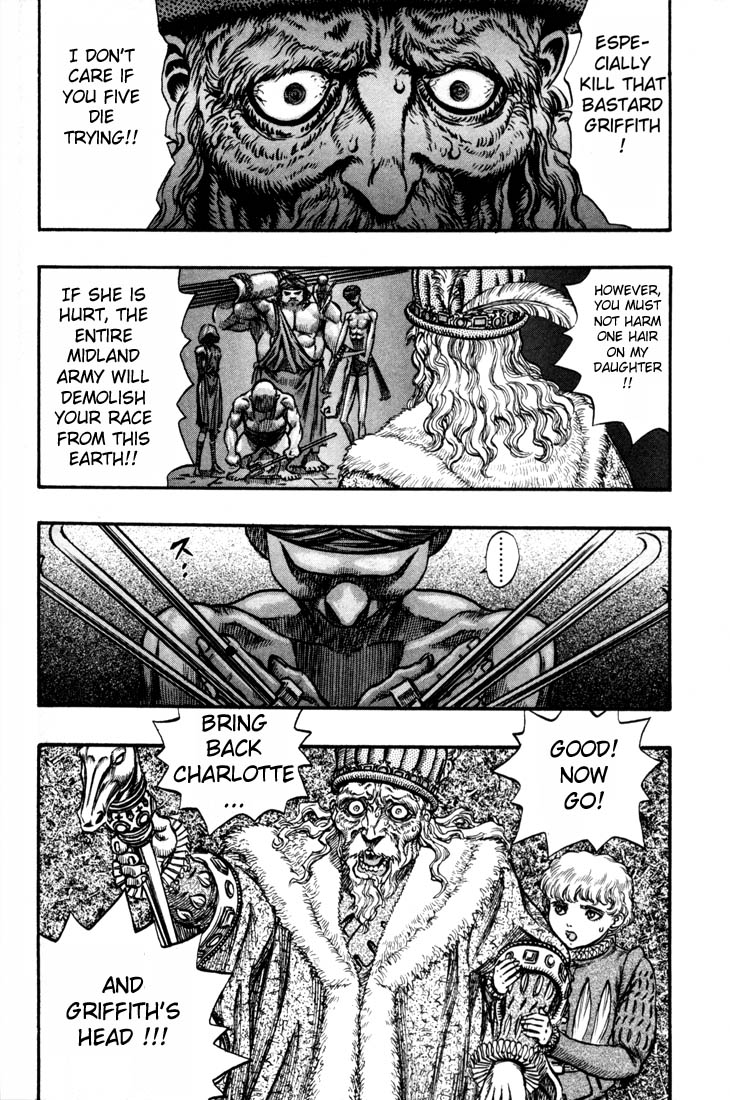 ESPE-
CIALLY
KILL THAT
BASTARD
GRIFFITH
!
I DON'T
CARE IF
YOU FIVE
DIE
TRYING!!
HOWEVER,
YOU MUST
NOT HARM
ONE HAIR
ON MY
DAUGHTER
!!
IF SHE IS
HURT, THE
ENTIRE
MIDLAND
ARMY WILL
DEMOLISH
YOUR RACE
FROM THIS
EARTH!!
......
ス...
GOOD!
NOW
GO!
BRING
BACK
CHARLOTTE
...
AND
GRIFFITH'S
HEAD !!!